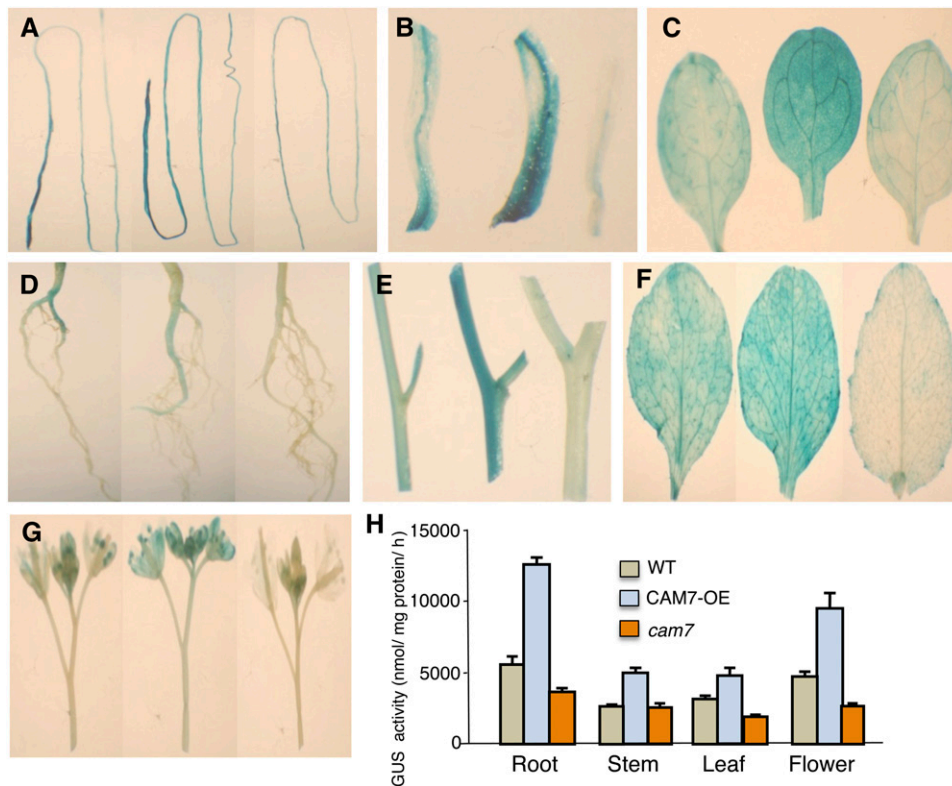 A
B
C
D
E
F
G
H
GUS activity (nmol/ mg protein/ h)
15000
10000
5000
0
WT
CAM7-OE
cam7
Root Stem Leaf Flower